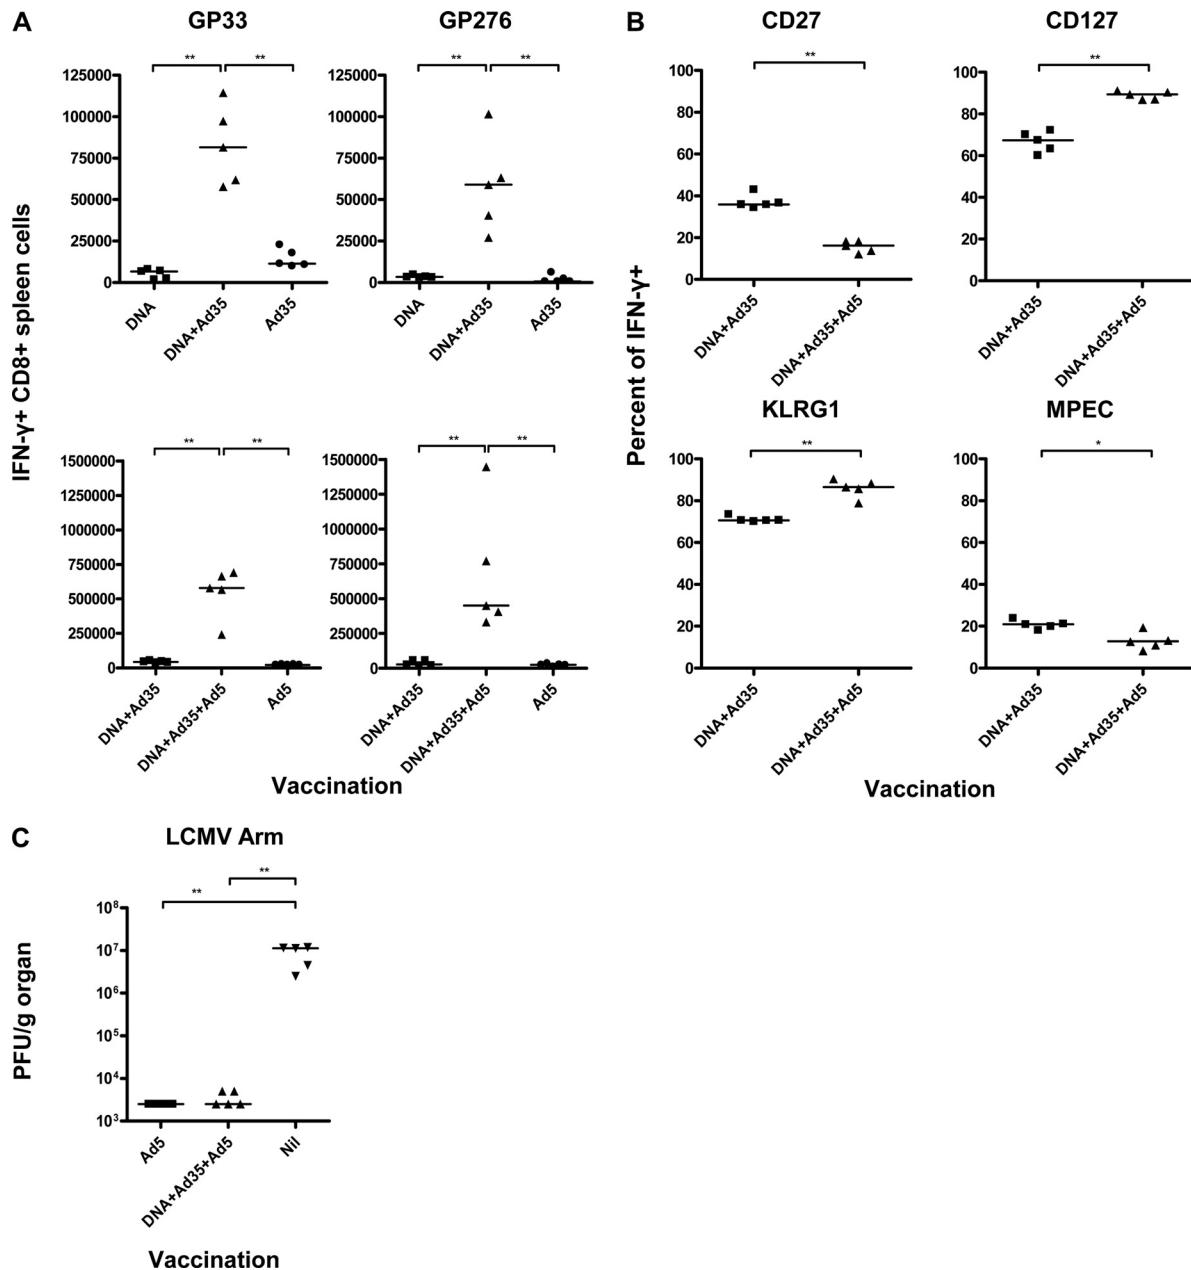 A
GP33
GP276
IFN-γ+ CD8+ spleen cells
** **
125000
100000
75000
50000
25000
0
DNA
DNA+Ad35
Ad35
** **
125000
100000
75000
50000
25000
0
DNA
DNA+Ad35
Ad35
** **
1500000
1250000
1000000
750000
500000
250000
0
DNA+Ad35
DNA+Ad35+Ad5
Ad5
** **
1500000
1250000
1000000
750000
500000
250000
0
DNA+Ad35
DNA+Ad35+Ad5
Ad5
Vaccination
B
CD27
CD127
Percent of IFN-γ+
**
100
80
60
40
20
0
DNA+Ad35
DNA+Ad35+Ad5
**
100
80
60
40
20
0
DNA+Ad35
DNA+Ad35+Ad5
KLRG1
MPEC
**
100
80
60
40
20
0
DNA+Ad35
DNA+Ad35+Ad5
*
100
80
60
40
20
0
DNA+Ad35
DNA+Ad35+Ad5
Vaccination
C
LCMV Arm
**
**
PFU/g organ
10⁸
10⁷
10⁶
10⁵
10⁴
10³
Ad5
DNA+Ad35+Ad5
Nil
Vaccination